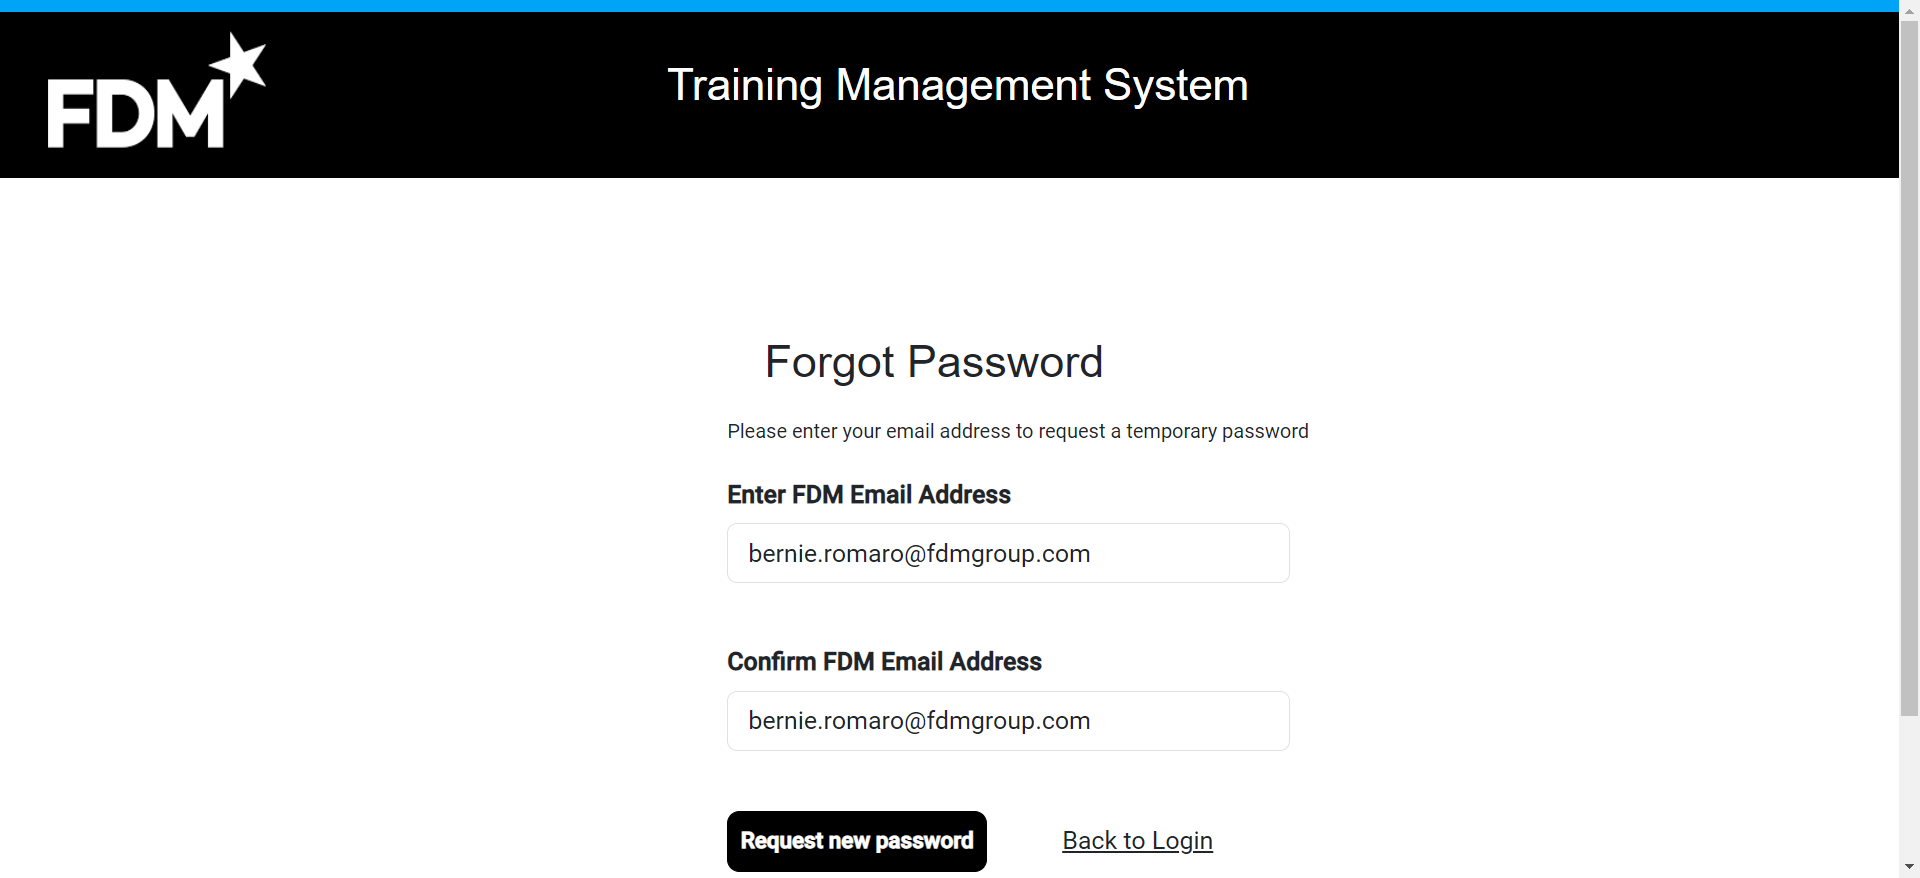 FDM
Training Management System
Forgot Password
Please enter your email address to request a temporary password
Enter FDM Email Address
bernie.romaro@fdmgroup.com
Confirm FDM Email Address
bernie.romaro@fdmgroup.com
Request new password
Back to Login